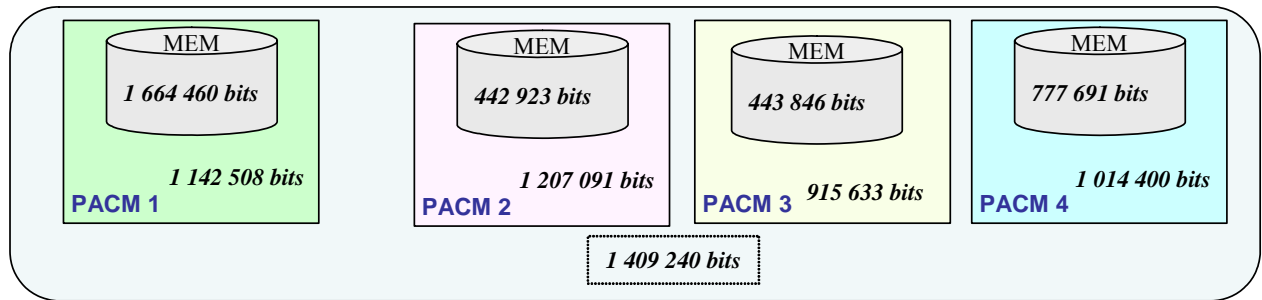 MEM
1 664 460 bits
1 142 508 bits
PACM 1
MEM
442 923 bits
1 207 091 bits
PACM 2
MEM
443 846 bits
915 633 bits
PACM 3
MEM
777 691 bits
1 014 400 bits
PACM 4
1 409 240 bits